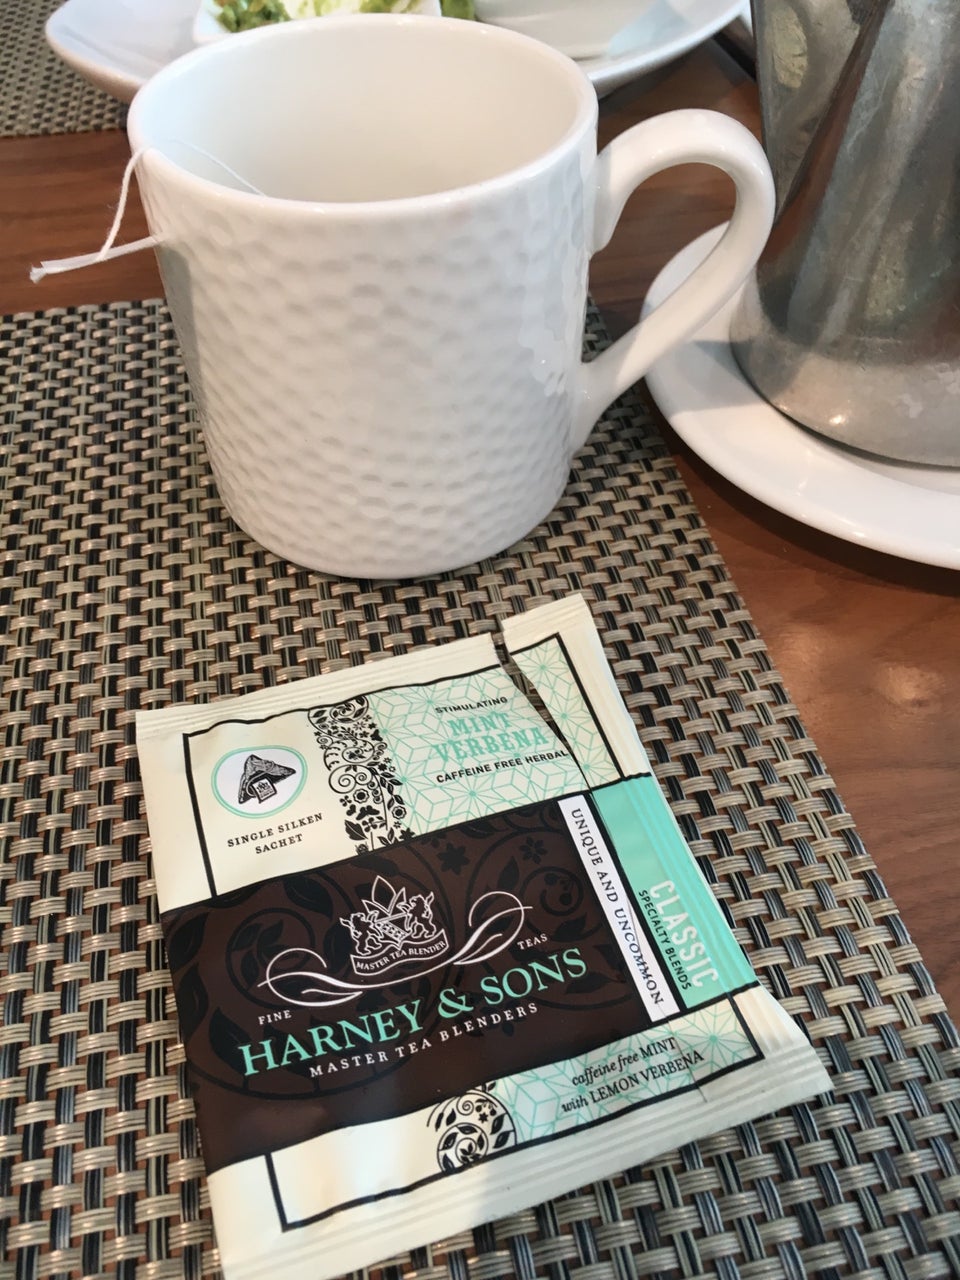 STIMULATING
MINT
VERBENA
CAFFEINE FREE HERBAL
SINGLE SILKEN
SACHET
UNIQUE AND UNCOMMON
CLASSIC
SPECIALTY BLENDS
MASTER TEA BLENDER
FINE TEAS
HARNEY & SONS
MASTER TEA BLENDERS
caffeine free MINT
with LEMON VERBENA